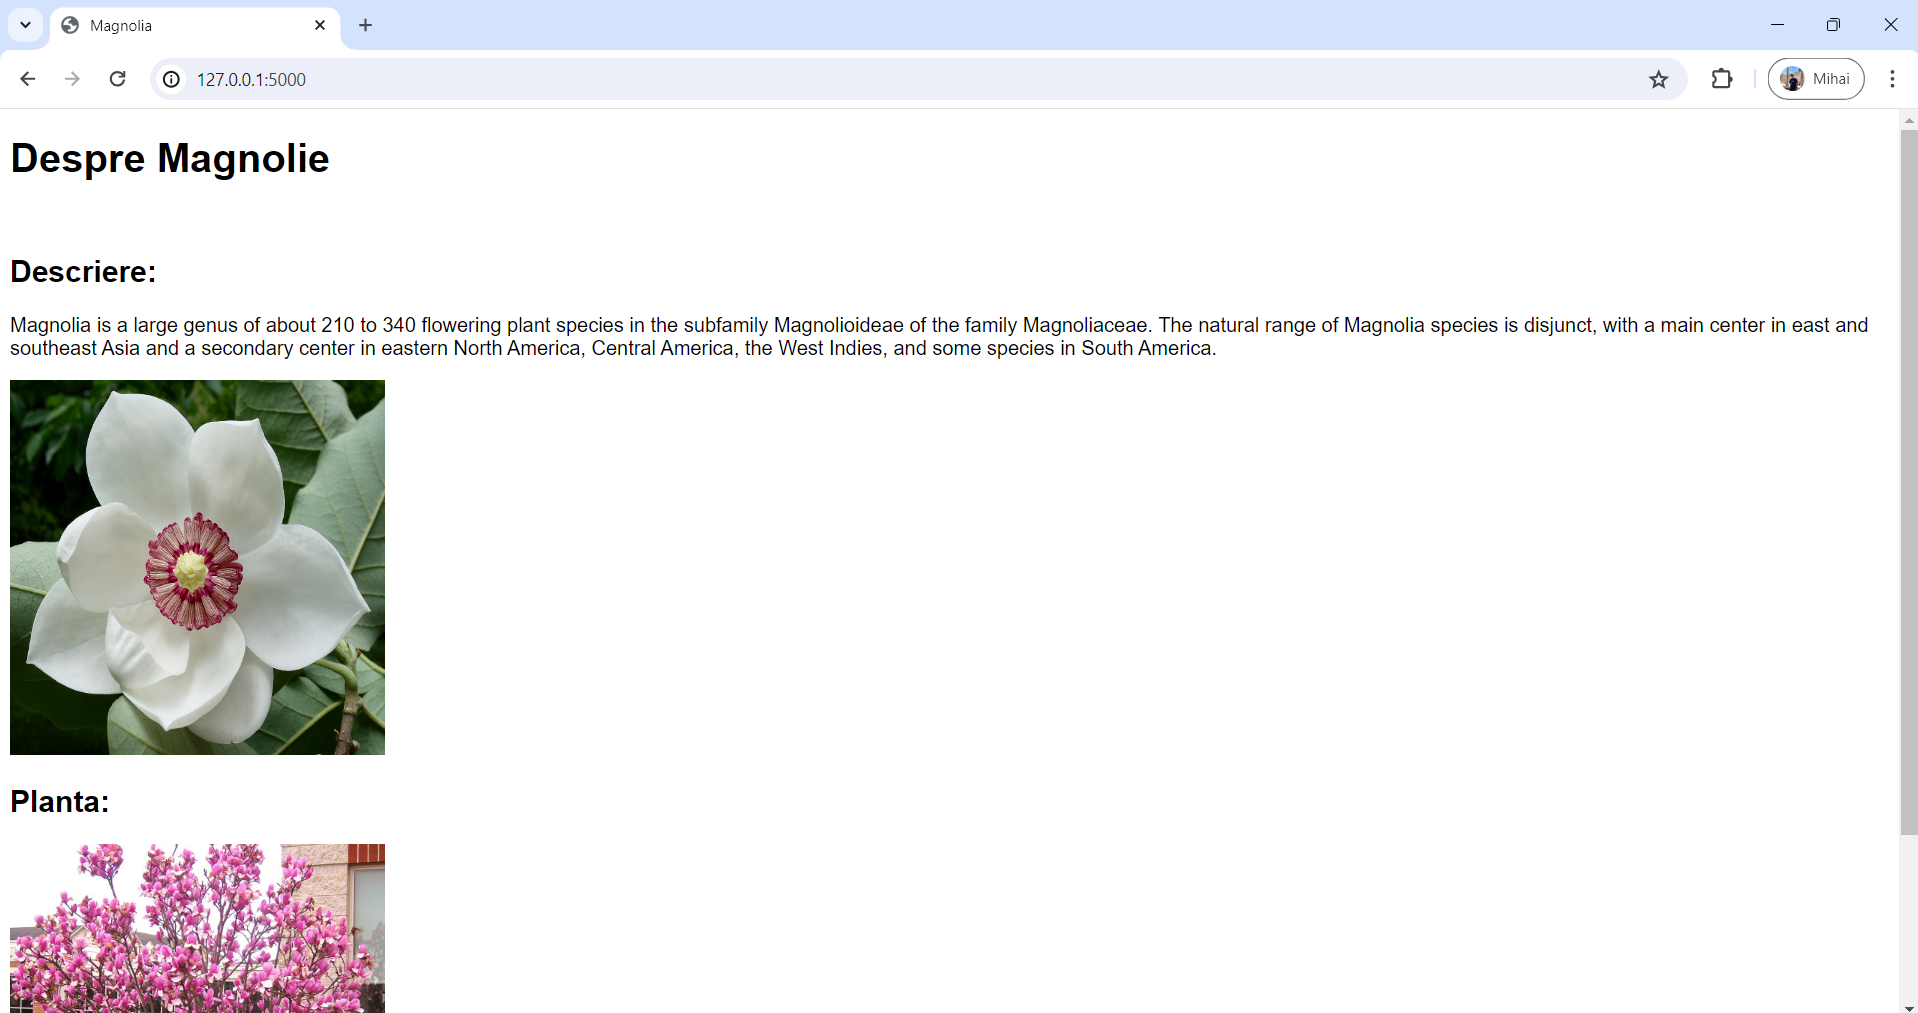 Magnolia
127.0.0.1:5000
Mihai
Despre Magnolie
Descriere:
Magnolia is a large genus of about 210 to 340 flowering plant species in the subfamily Magnolioideae of the family Magnoliaceae. The natural range of Magnolia species is disjunct, with a main center in east and
southeast Asia and a secondary center in eastern North America, Central America, the West Indies, and some species in South America.
Planta: